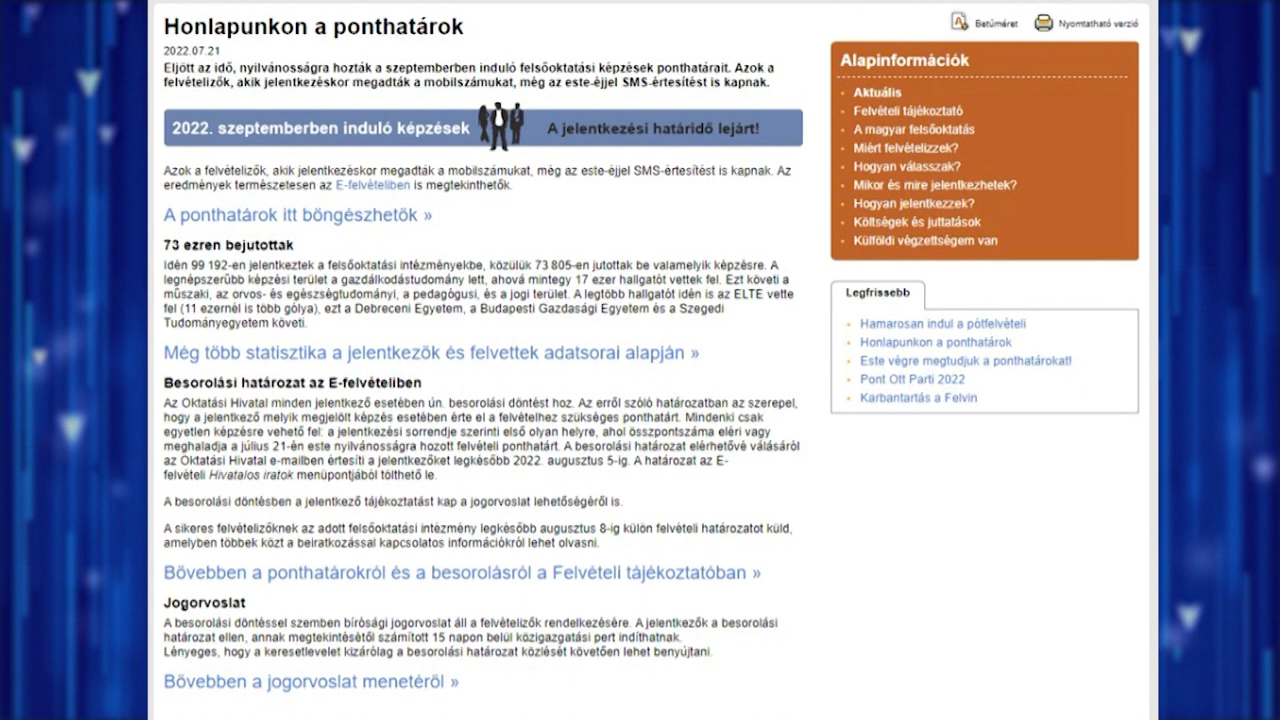 Honlapunkon a ponthatárok
2022.07.21
Eljött az idő, nyilvánosságra hozták a szeptemberben induló felsőoktatási képzések ponthatárait. Azok a
felvételizők, akik jelentkezéskor megadták a mobilszámukat, még az este-éjjel SMS-értesítést is kapnak.
2022. szeptemberben induló képzések
A jelentkezési határidő lejárt!
Azok a felvételizők, akik jelentkezéskor megadták a mobilszámukat, még az este-éjjel SMS-értesítést is kapnak. Az
eredmények természetesen az E-felvételiben is megtekinthetők.
A ponthatárok itt böngészhetők »
73 ezren bejutottak
Idén 99 192-en jelentkeztek a felsőoktatási intézményekbe, közülük 73 805-en jutottak be valamelyik képzésre. A
legnépszerűbb képzési terület a gazdálkodástudomány lett, ahová mintegy 17 ezer hallgatót vettek fel. Ezt követi a
műszaki, az orvos- és egészségtudományi, a pedagógusi, és a jogi terület. A legtöbb hallgatót idén is az ELTE vette
fel (11 ezernél is több gólya), ezt a Debreceni Egyetem, a Budapesti Gazdasági Egyetem és a Szegedi
Tudományegyetem követi.
Még több statisztika a jelentkezők és felvettek adatsorai alapján »
Besorolási határozat az E-felvételiben
Az Oktatási Hivatal minden jelentkező esetében ún. besorolási döntést hoz. Az erről szóló határozatban az szerepel,
hogy a jelentkező melyik megjelölt képzés esetében érte el a felvételhez szükséges ponthatárt. Mindenki csak
egyetlen képzésre vehető fel: a jelentkezési sorrendje szerinti első olyan helyre, ahol összpontszáma eléri vagy
meghaladja a július 21-én este nyilvánosságra hozott felvételi ponthatárt. A besorolási határozat elérhetővé válásáról
az Oktatási Hivatal e-mailben értesíti a jelentkezőket legkésőbb 2022. augusztus 5-ig. A határozat az E-
felvételi Hivatalos iratok menüpontjából tölthető le.
A besorolási döntésben a jelentkező tájékoztatást kap a jogorvoslat lehetőségéről is.
A sikeres felvételizőknek az adott felsőoktatási intézmény legkésőbb augusztus 8-ig külön felvételi határozatot küld,
amelyben többek közt a beiratkozással kapcsolatos információkról lehet olvasni.
Bővebben a ponthatárokról és a besorolásról a Felvételi tájékoztatóban »
Jogorvoslat
A besorolási döntéssel szemben bírósági jogorvoslat áll a felvételizők rendelkezésére. A jelentkezők a besorolási
határozat ellen, annak megtekintésétől számított 15 napon belül közigazgatási pert indíthatnak.
Lényeges, hogy a keresetlevelet kizárólag a besorolási határozat közlését követően lehet benyújtani.
Bővebben a jogorvoslat menetéről »
Betűméret
Nyomtatható verzió
Alapinformációk
Aktuális
Felvételi tájékoztató
A magyar felsőoktatás
Miért felvételizzek?
Hogyan válasszak?
Mikor és mire jelentkezhetek?
Hogyan jelentkezzek?
Költségek és juttatások
Külföldi végzettségem van
Legfrissebb
Hamarosan indul a pótfelvételi
Honlapunkon a ponthatárok
Este végre megtudjuk a ponthatárokat!
Pont Ott Parti 2022
Karbantartás a Felvin